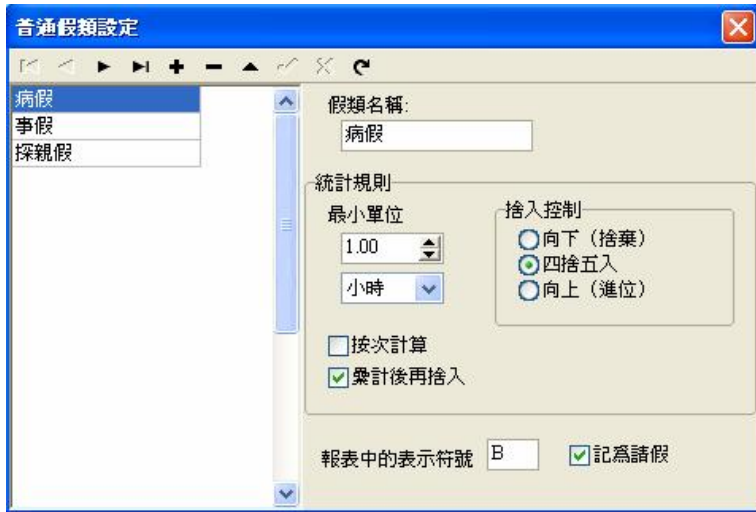 普通假類設定
病假
事假
探親假
假類名稱:
病假
統計規則
最小單位
1.00
小時
捨入控制
向下（捨棄）
四捨五入
向上（進位）
按次計算
彙計後再捨入
報表中的表示符號
B
記爲請假